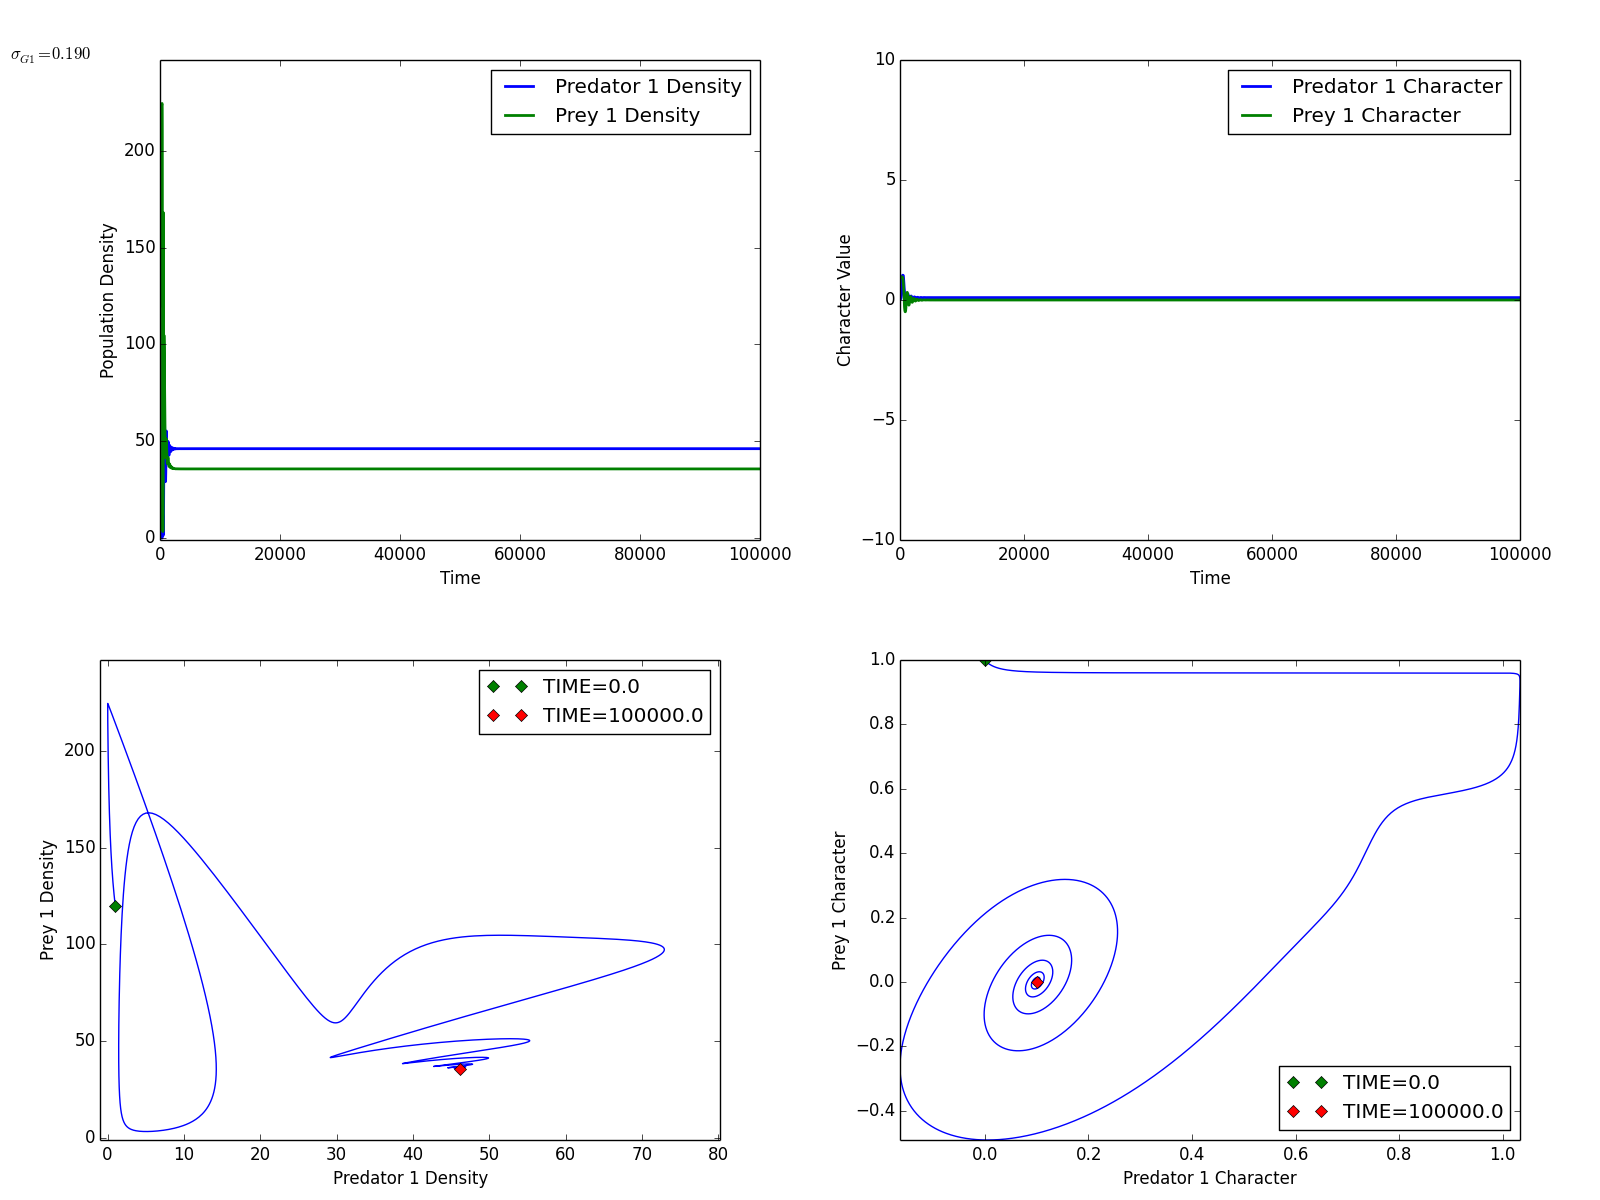 σG1=0.190
Predator 1 Density
Prey 1 Density
Population Density
200
150
100
50
0
0 20000 40000 60000 80000 100000
Time
Predator 1 Character
Prey 1 Character
Character Value
10
5
0
−5
−10
0 20000 40000 60000 80000 100000
Time
TIME=0.0
TIME=100000.0
Prey 1 Density
200
150
100
50
0
0 10 20 30 40 50 60 70 80
Predator 1 Density
Prey 1 Character
1.0
0.8
0.6
0.4
0.2
0.0
−0.2
−0.4
TIME=0.0
TIME=100000.0
0.0 0.2 0.4 0.6 0.8 1.0
Predator 1 Character